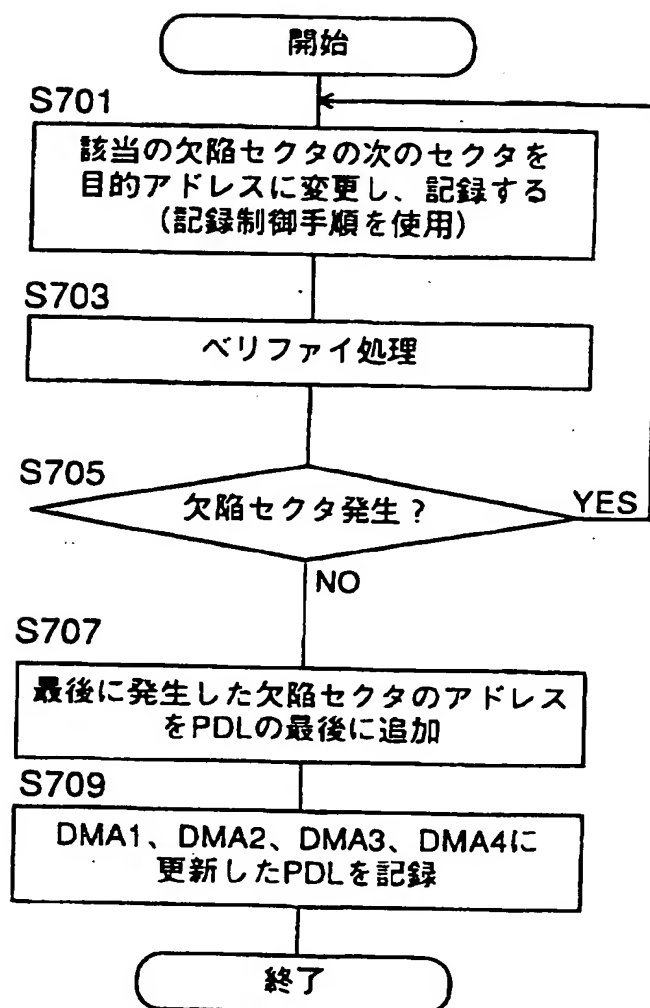 開始
S701
該当の欠陥セクタの次のセクタを
目的アドレスに変更し、記録する
(記録制御手順を使用)
S703
ベリファイ処理
S705
欠陥セクタ発生?
YES
NO
S707
最後に発生した欠陥セクタのアドレス
をPDLの最後に追加
S709
DMA1、DMA2、DMA3、DMA4に
更新したPDLを記録
終了